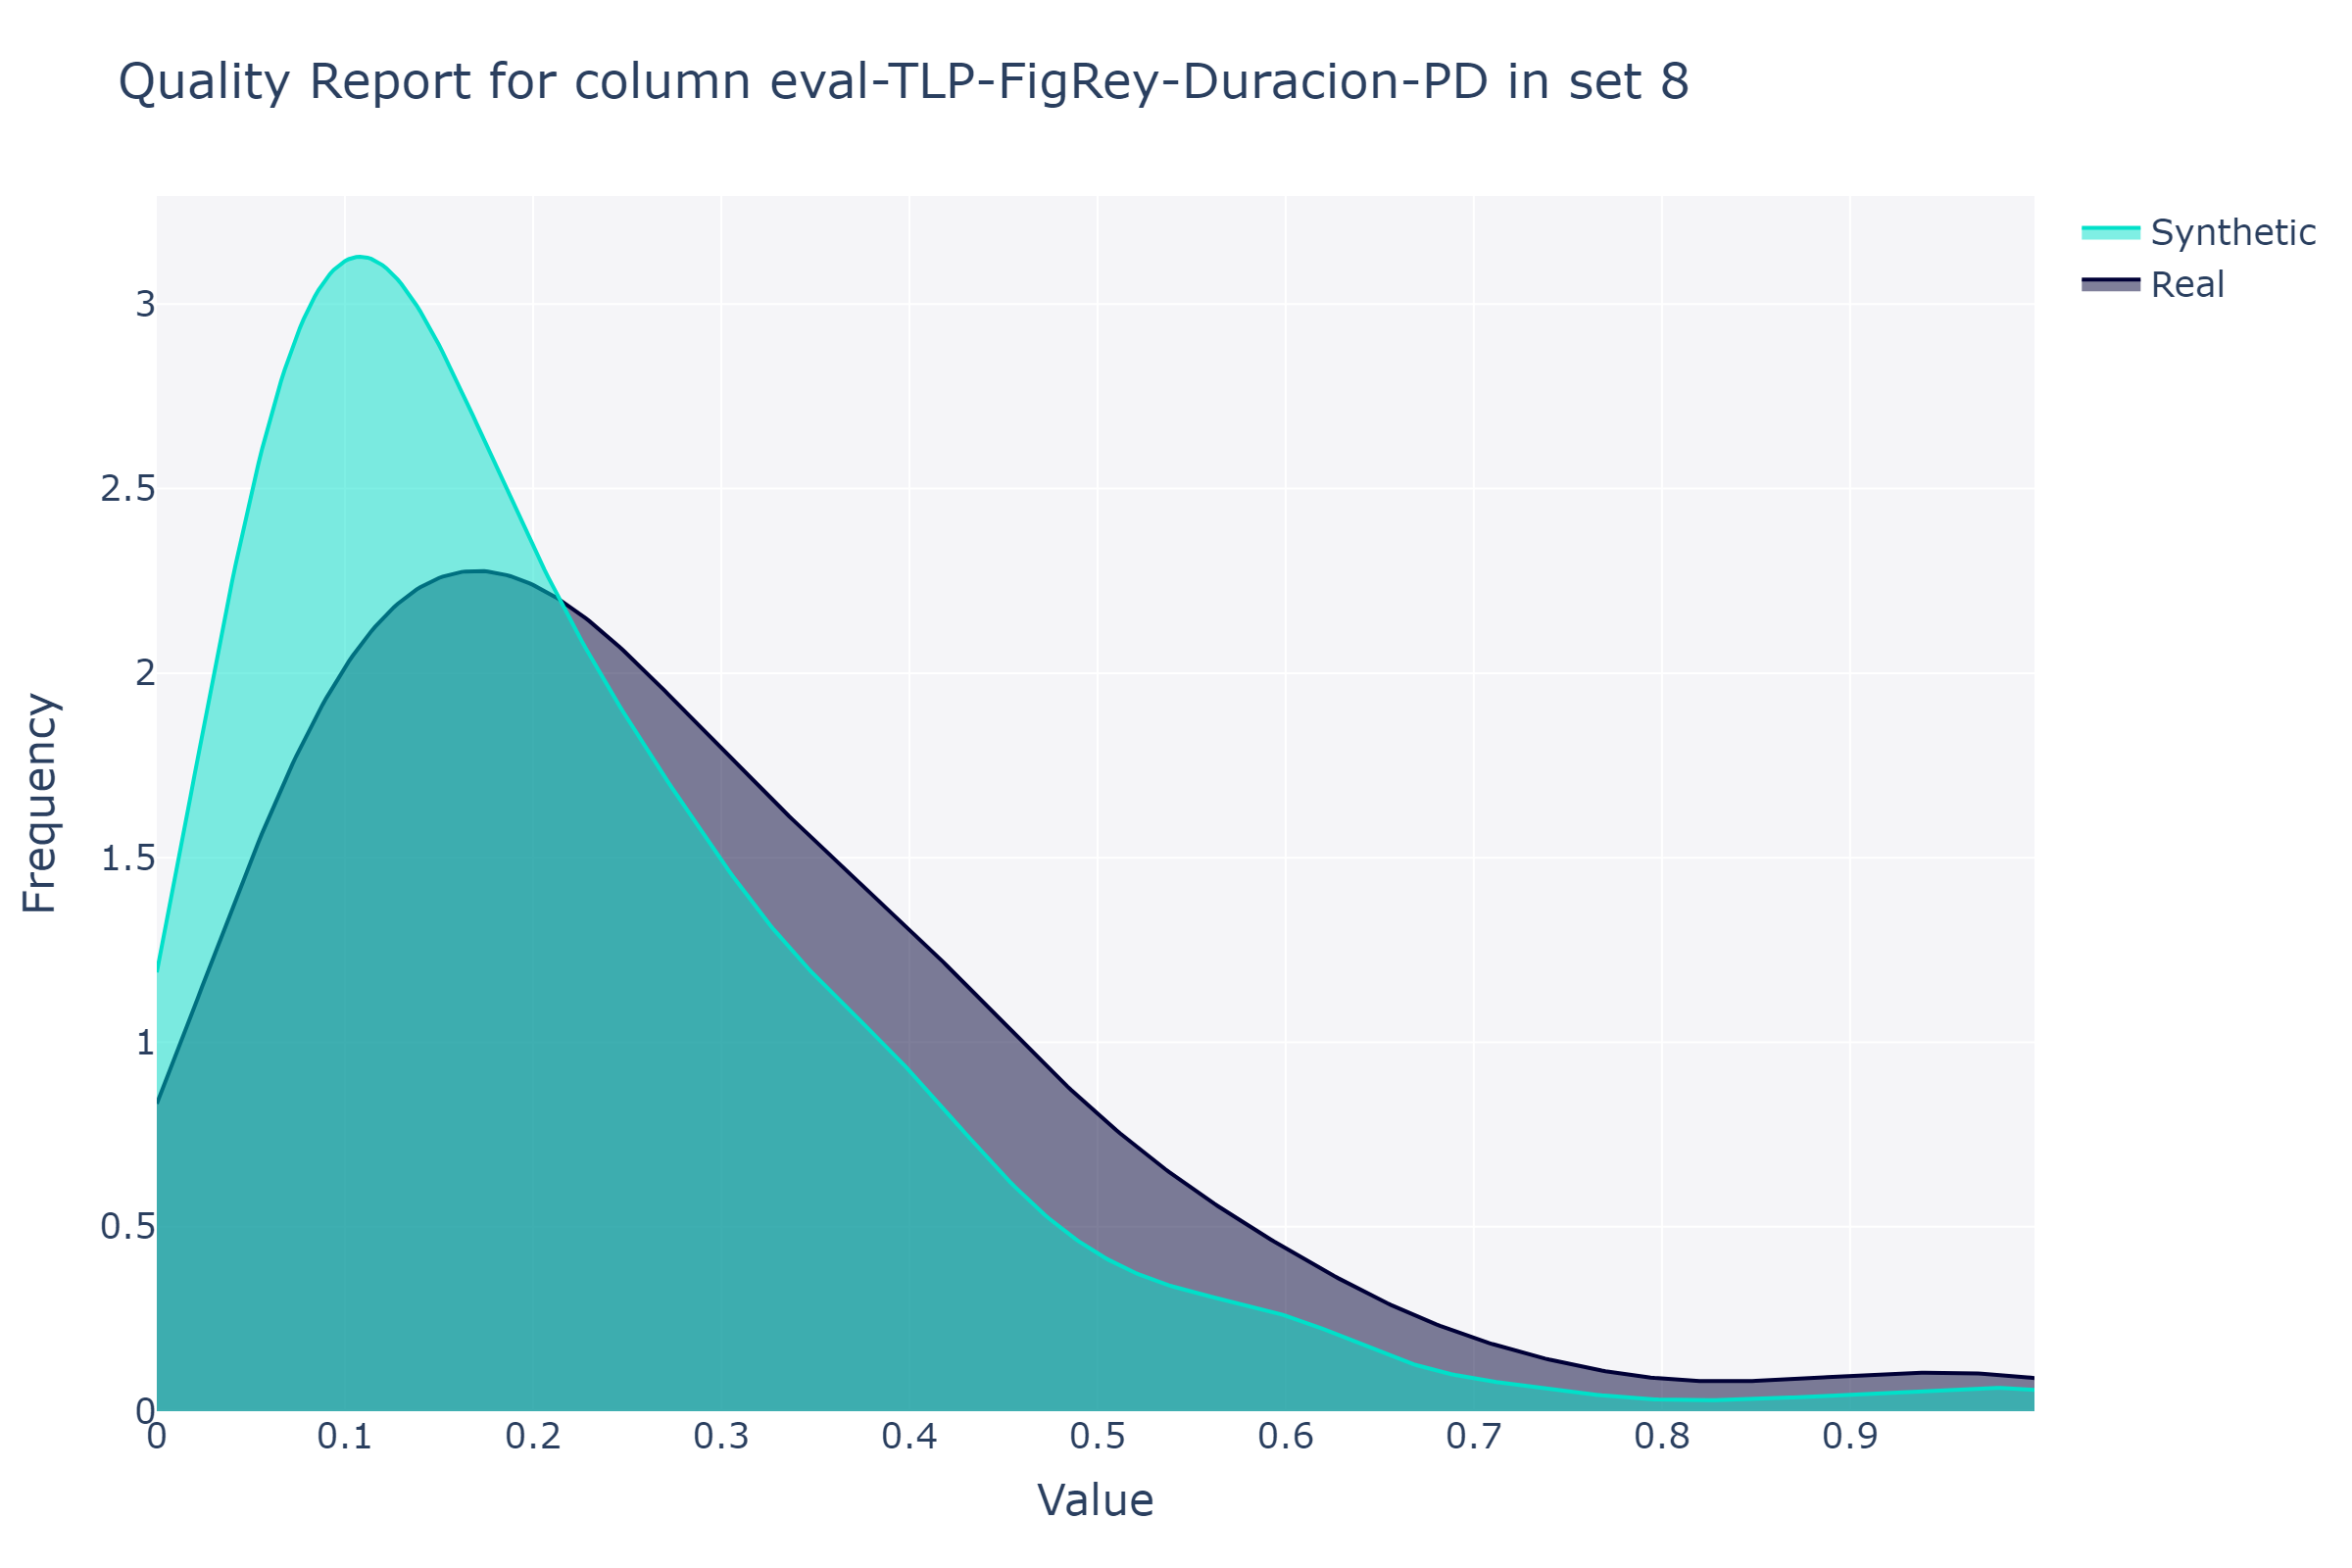 Quality Report for column eval-TLP-FigRey-Duracion-PD in set 8
Synthetic
Real
Frequency
3
2.5
2
1.5
1
0.5
0
0 0.1 0.2 0.3 0.4 0.5 0.6 0.7 0.8 0.9
Value